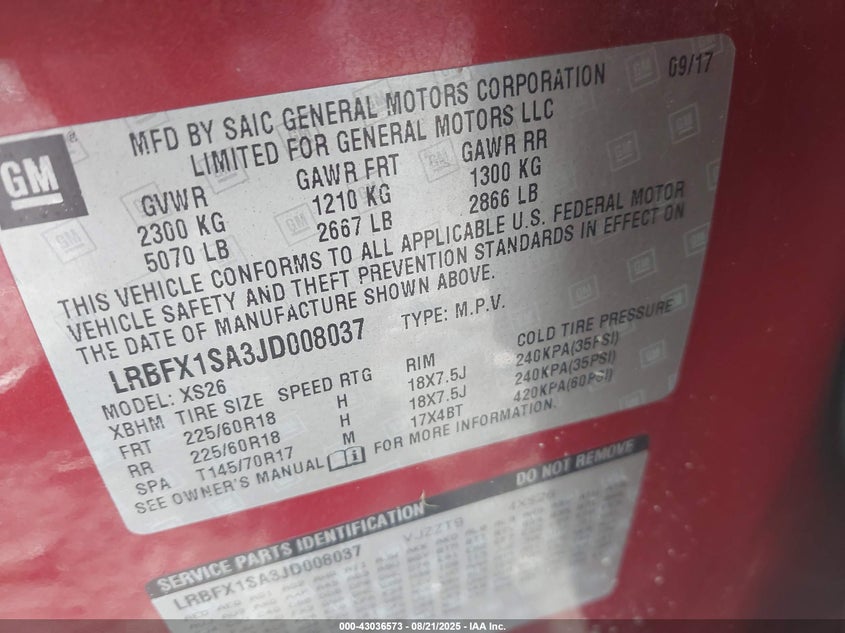 09/17
MFD BY SAIC GENERAL MOTORS CORPORATION
LIMITED FOR GENERAL MOTORS LLC
GM®
GVWR GAWR FRT GAWR RR
2300 KG 1210 KG 1300 KG
5070 LB 2667 LB 2866 LB
THIS VEHICLE CONFORMS TO ALL APPLICABLE U.S. FEDERAL MOTOR
VEHICLE SAFETY AND THEFT PREVENTION STANDARDS IN EFFECT ON
THE DATE OF MANUFACTURE SHOWN ABOVE.
LRBFX1SA3JD008037 TYPE: M.P.V.
MODEL: XS26
XBHM TIRE SIZE SPEED RTG RIM COLD TIRE PRESSURE
FRT 225/60R18 H 18X7.5J 240KPA(35PSI)
RR 225/60R18 H 18X7.5J 240KPA(35PSI)
SPA T145/70R17 M 17X4BT 420KPA(60PSI)
SEE OWNER'S MANUAL FOR MORE INFORMATION.
SERVICE PARTS IDENTIFICATION DO NOT REMOVE
LRBFX1SA3JD008037 VJZZT9 4XS26
000-43036573 - 08/21/2025 - IAA Inc.